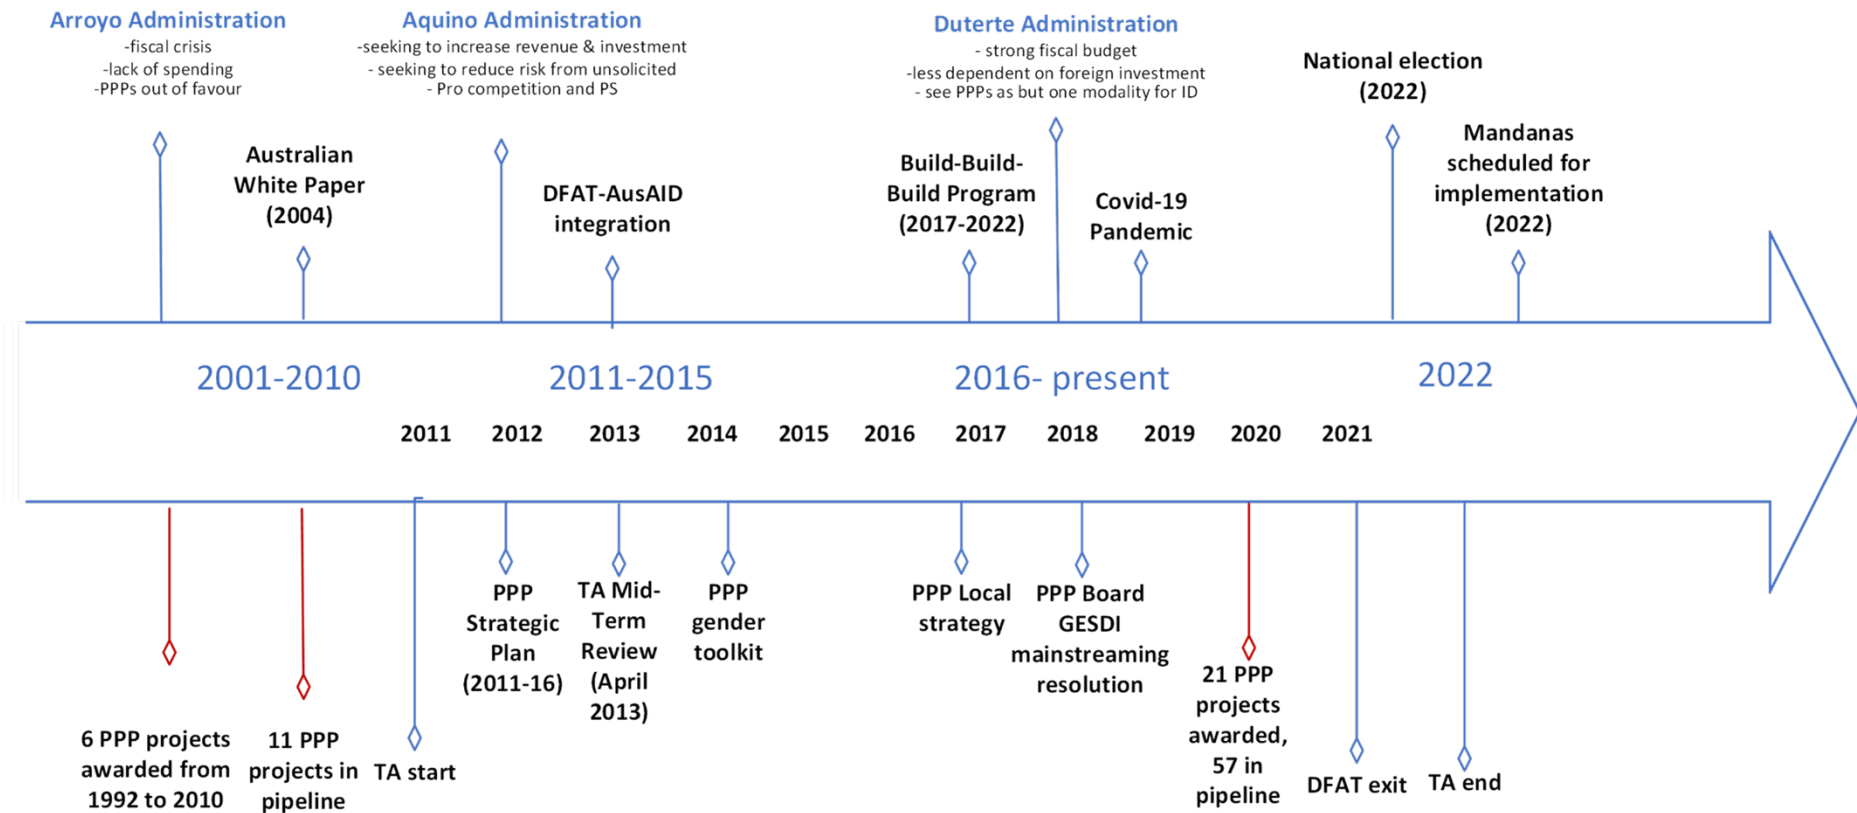 Arroyo Administration
-fiscal crisis
-lack of spending
-PPPs out of favour
Aquino Administration
-seeking to increase revenue & investment
- seeking to reduce risk from unsolicited
- Pro competition and PS
Duterte Administration
- strong fiscal budget
-less dependent on foreign investment
- see PPPs as but one modality for ID
National election
(2022)
Mandanas
scheduled for
implementation
(2022)
Australian
White Paper
(2004)
DFAT-AusAID
integration
Build-Build-
Build Program
(2017-2022)
Covid-19
Pandemic
2001-2010
2011-2015
2016- present
2022
2011
2012
2013
2014
2015
2016
2017
2018
2019
2020
2021
6 PPP projects
awarded from
1992 to 2010
11 PPP
projects in
pipeline
TA start
PPP
Strategic
Plan
(2011-16)
TA Mid-
Term
Review
(April
2013)
PPP
gender
toolkit
PPP Local
strategy
PPP Board
GESDI
mainstreaming
resolution
21 PPP
projects
awarded,
57 in
pipeline
DFAT exit
TA end